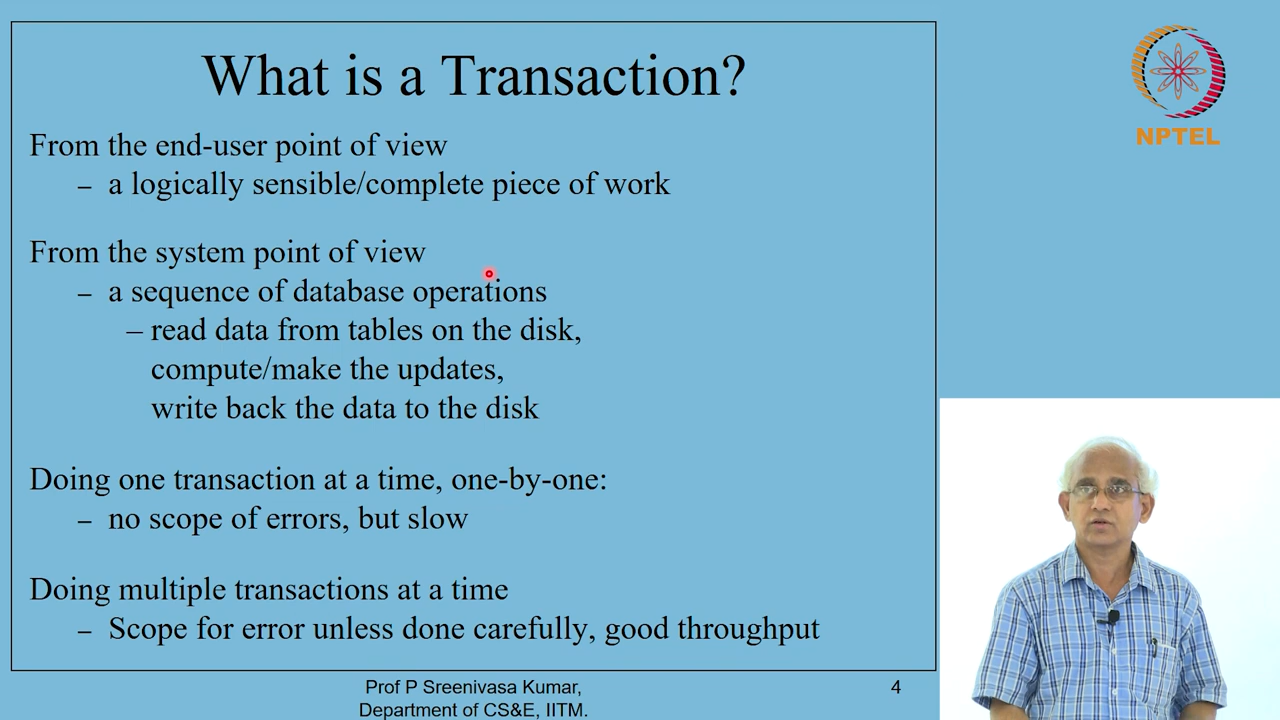 What is a Transaction?
From the end-user point of view
– a logically sensible/complete piece of work
From the system point of view
– a sequence of database operations
– read data from tables on the disk,
compute/make the updates,
write back the data to the disk
Doing one transaction at a time, one-by-one:
– no scope of errors, but slow
Doing multiple transactions at a time
– Scope for error unless done carefully, good throughput
Prof P Sreenivasa Kumar,
Department of CS&E, IITM.
4
NPTEL